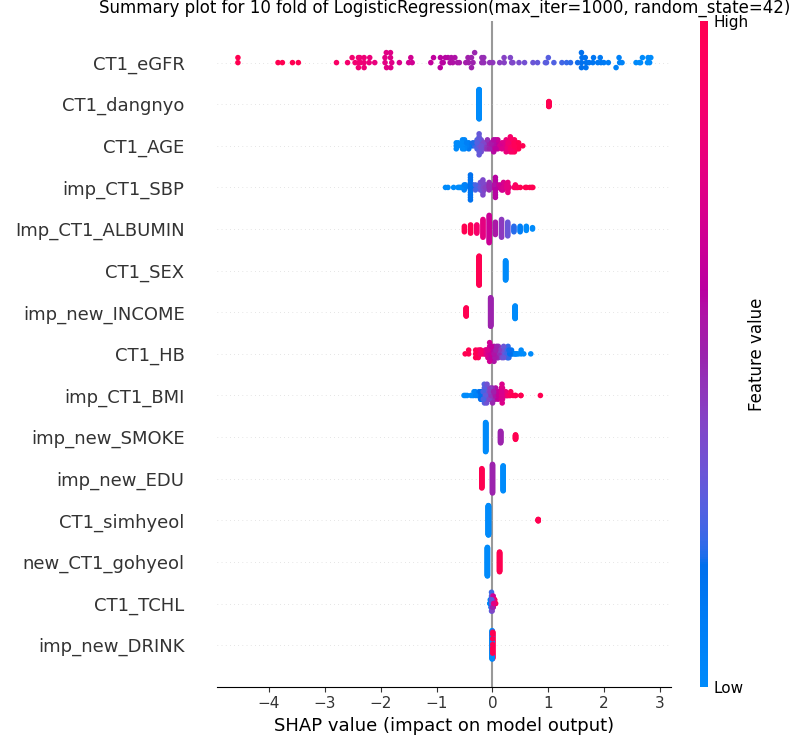 Summary plot for 10 fold of LogisticRegression(max_iter=1000, random_state=42)
High
CT1_eGFR
CT1_dangnyo
CT1_AGE
imp_CT1_SBP
Imp_CT1_ALBUMIN
CT1_SEX
imp_new_INCOME
CT1_HB
imp_CT1_BMI
imp_new_SMOKE
imp_new_EDU
CT1_simhyeol
new_CT1_gohyeol
CT1_TCHL
imp_new_DRINK
Feature value
Low
−4 −3 −2 −1 0 1 2 3
SHAP value (impact on model output)